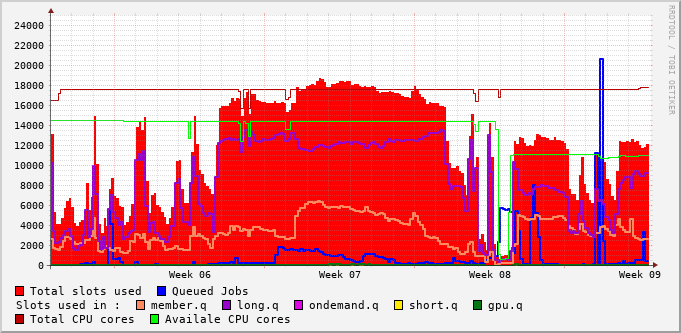 RRDTOOL / TOBI OETIKER
24000
22000
20000
18000
16000
14000
12000
10000
8000
6000
4000
2000
0
Week 06 Week 07 Week 08 Week 09
Total slots used Queued Jobs
Slots used in : member.q long.q ondemand.q short.q gpu.q
Total CPU cores Availale CPU cores